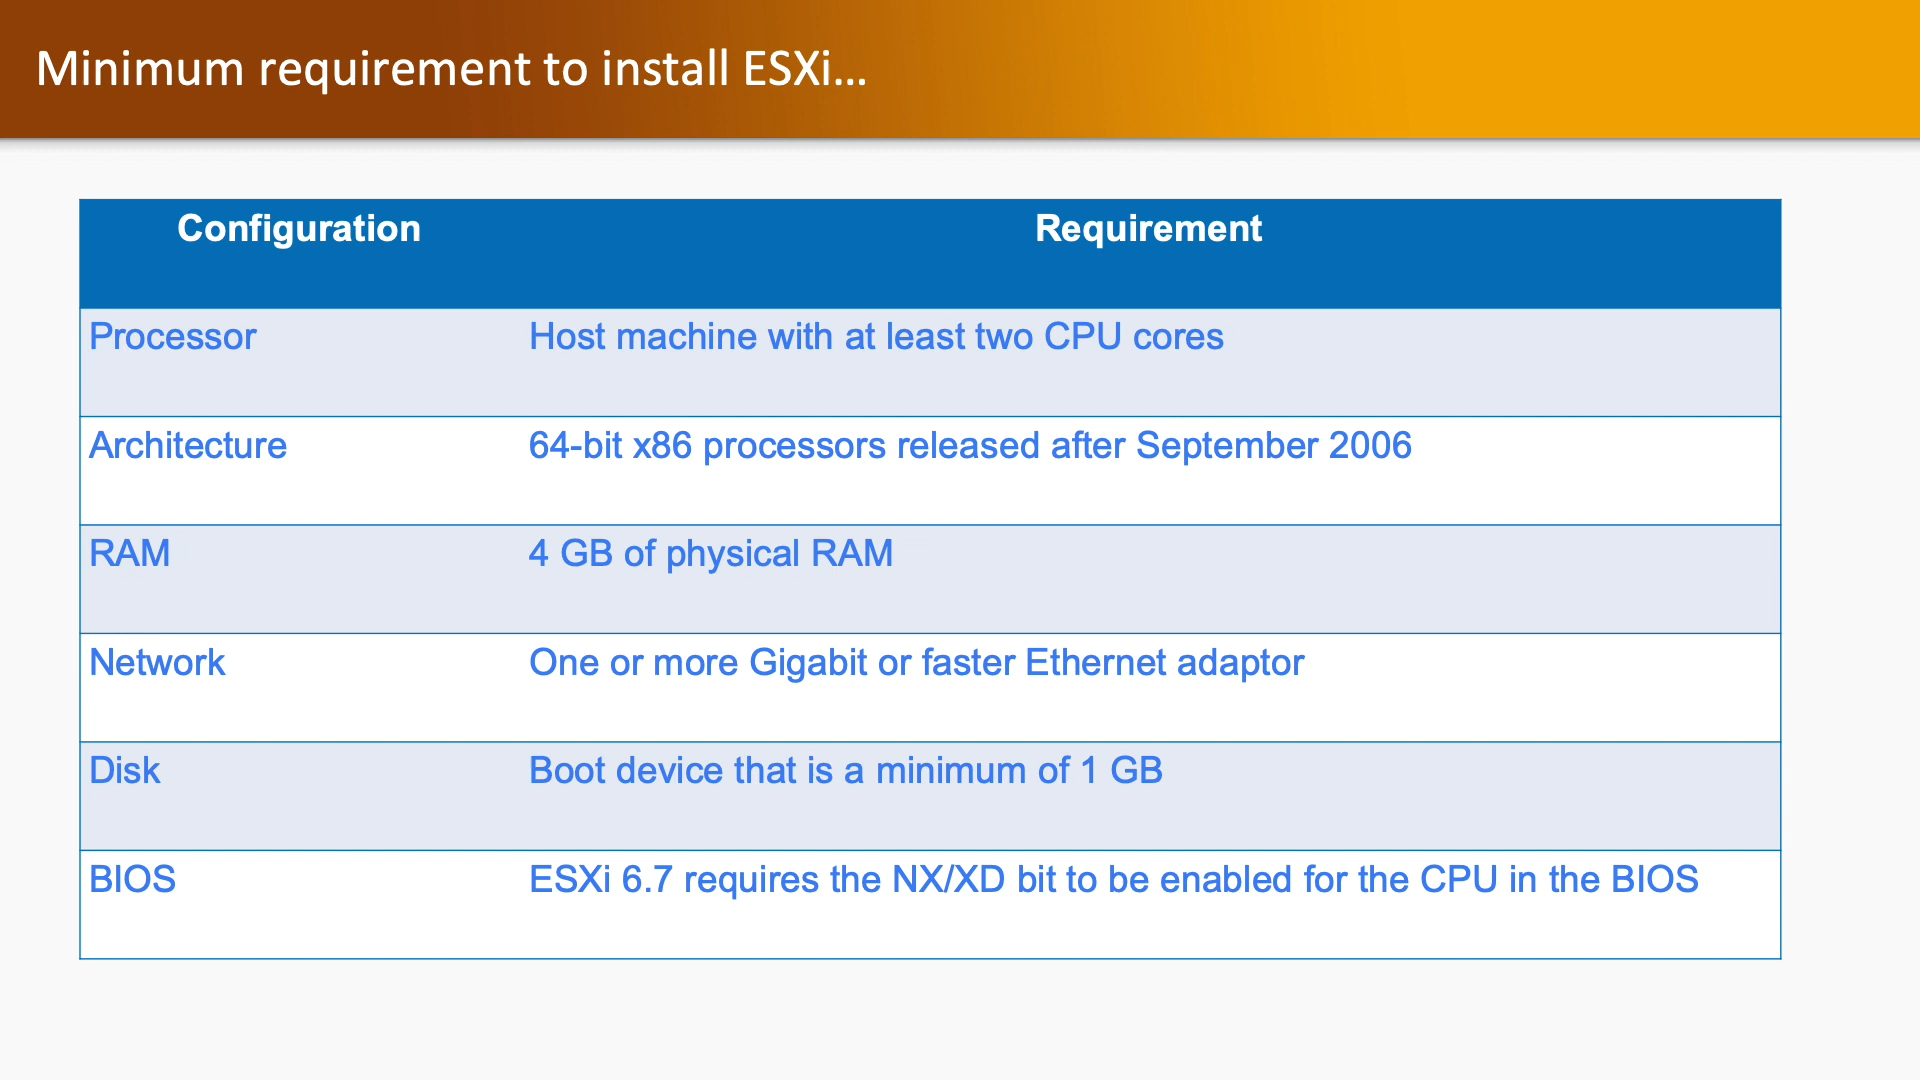 Minimum requirement to install ESXi...
Configuration Requirement
Processor Host machine with at least two CPU cores
Architecture 64-bit x86 processors released after September 2006
RAM 4 GB of physical RAM
Network One or more Gigabit or faster Ethernet adaptor
Disk Boot device that is a minimum of 1 GB
BIOS ESXi 6.7 requires the NX/XD bit to be enabled for the CPU in the BIOS